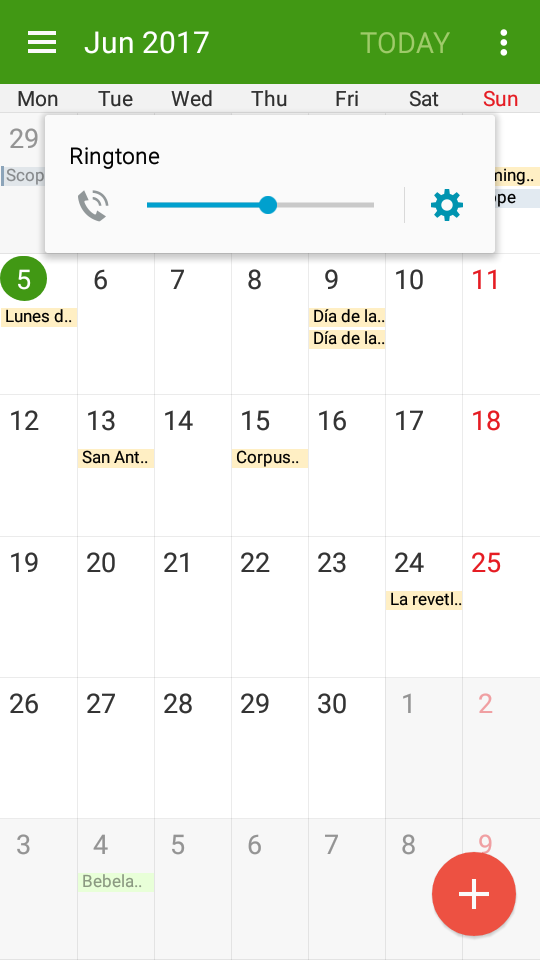 Jun 2017 TODAY
Mon Tue Wed Thu Fri Sat Sun
Ringtone
29
Scop
ming..
ope
5 6 7 8 9 10 11
Lunes d.. Día de la..
Día de la..
12 13 14 15 16 17 18
San Ant.. Corpus..
19 20 21 22 23 24 25
La revetl..
26 27 28 29 30 1 2
3 4 5 6 7 8 9
Bebela..